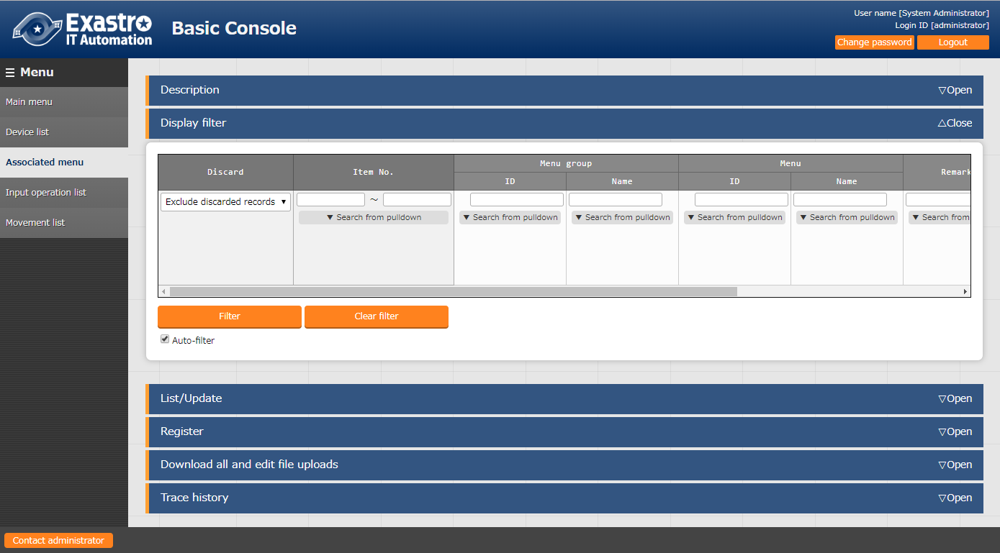 Exastro
IT Automation
Basic Console
User name [System Administrator]
Login ID [administrator]
Change password
Logout
Menu
Main menu
Device list
Associated menu
Input operation list
Movement list
Description
▽Open
Display filter
△Close
Discard
Item No.
Menu group
Menu
Remark
ID
Name
ID
Name
Exclude discarded records ▼
~
▼ Search from pulldown
▼ Search from pulldown
▼ Search from pulldown
▼ Search from pulldown
▼ Search from pulldown
▼ Search from
Filter
Clear filter
Auto-filter
List/Update
▽Open
Register
▽Open
Download all and edit file uploads
▽Open
Trace history
▽Open
Contact administrator